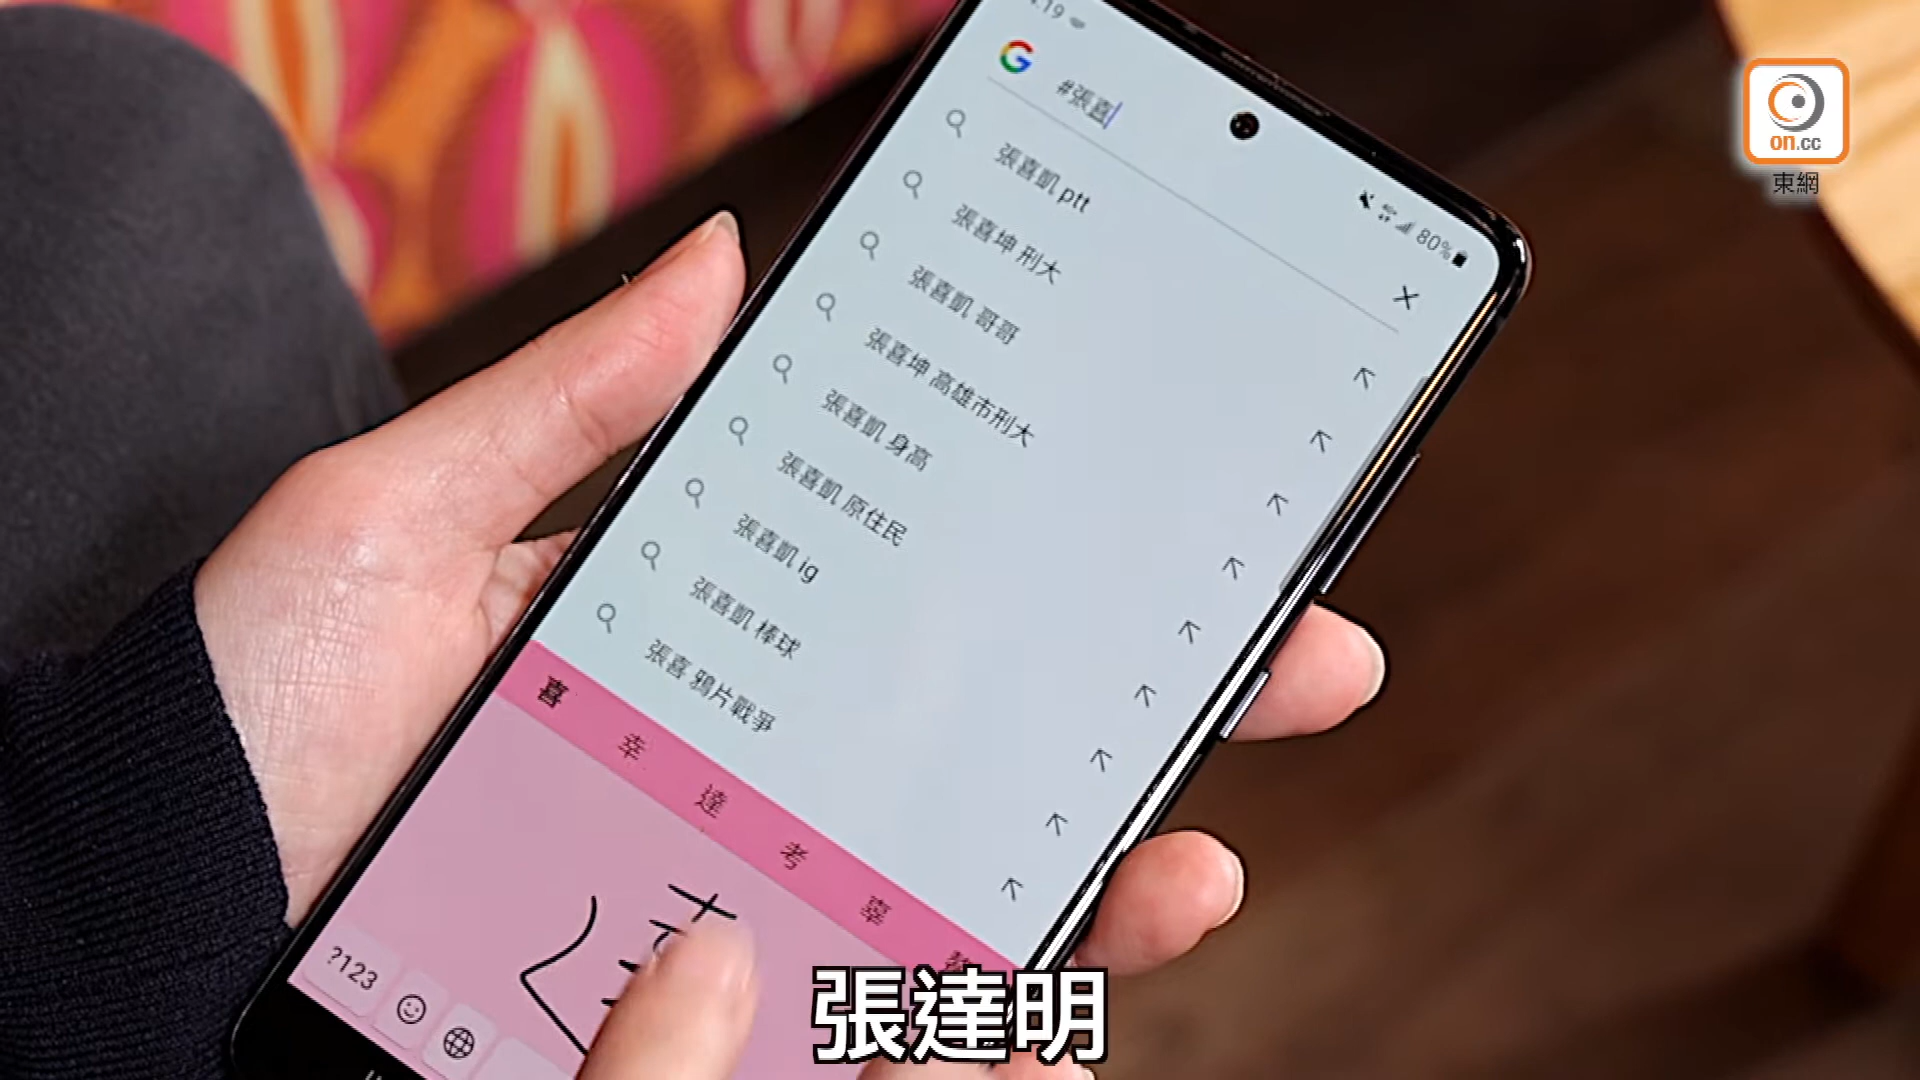 #張喜
80%
張喜凱 ptt
張喜坤 刑大
張喜凱 哥哥
張喜坤 高雄市刑大
張喜凱 身高
張喜凱 原住民
張喜凱 ig
張喜凱 棒球
張喜 鴉片戰爭
喜
幸
達
考
?123
on.cc
東網
張達明